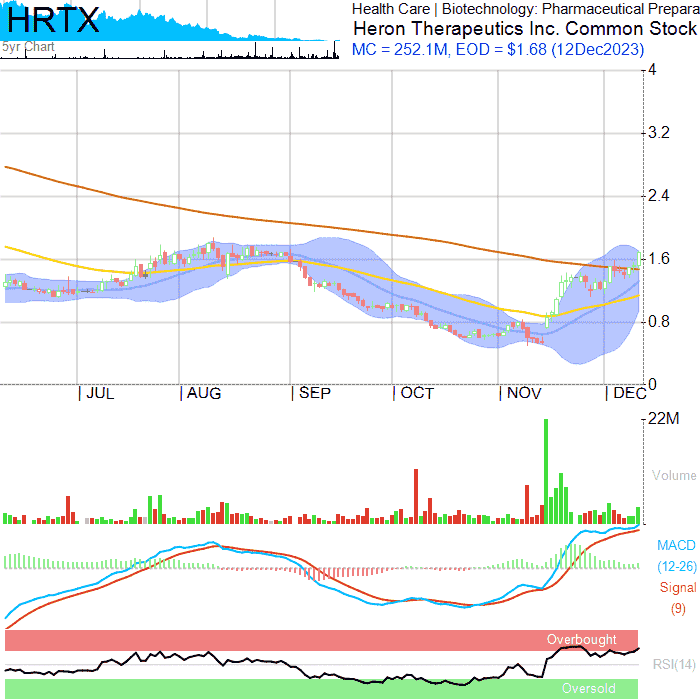 HRTX
5yr Chart
Health Care | Biotechnology: Pharmaceutical Prepara
Heron Therapeutics Inc. Common Stock
MC = 252.1M, EOD = $1.68 (12Dec2023)
4
3.2
2.4
1.6
0.8
0
JUL AUG SEP OCT NOV DEC
22M
Volume
MACD
(12-26)
Signal
(9)
Overbought
RSI(14)
Oversold